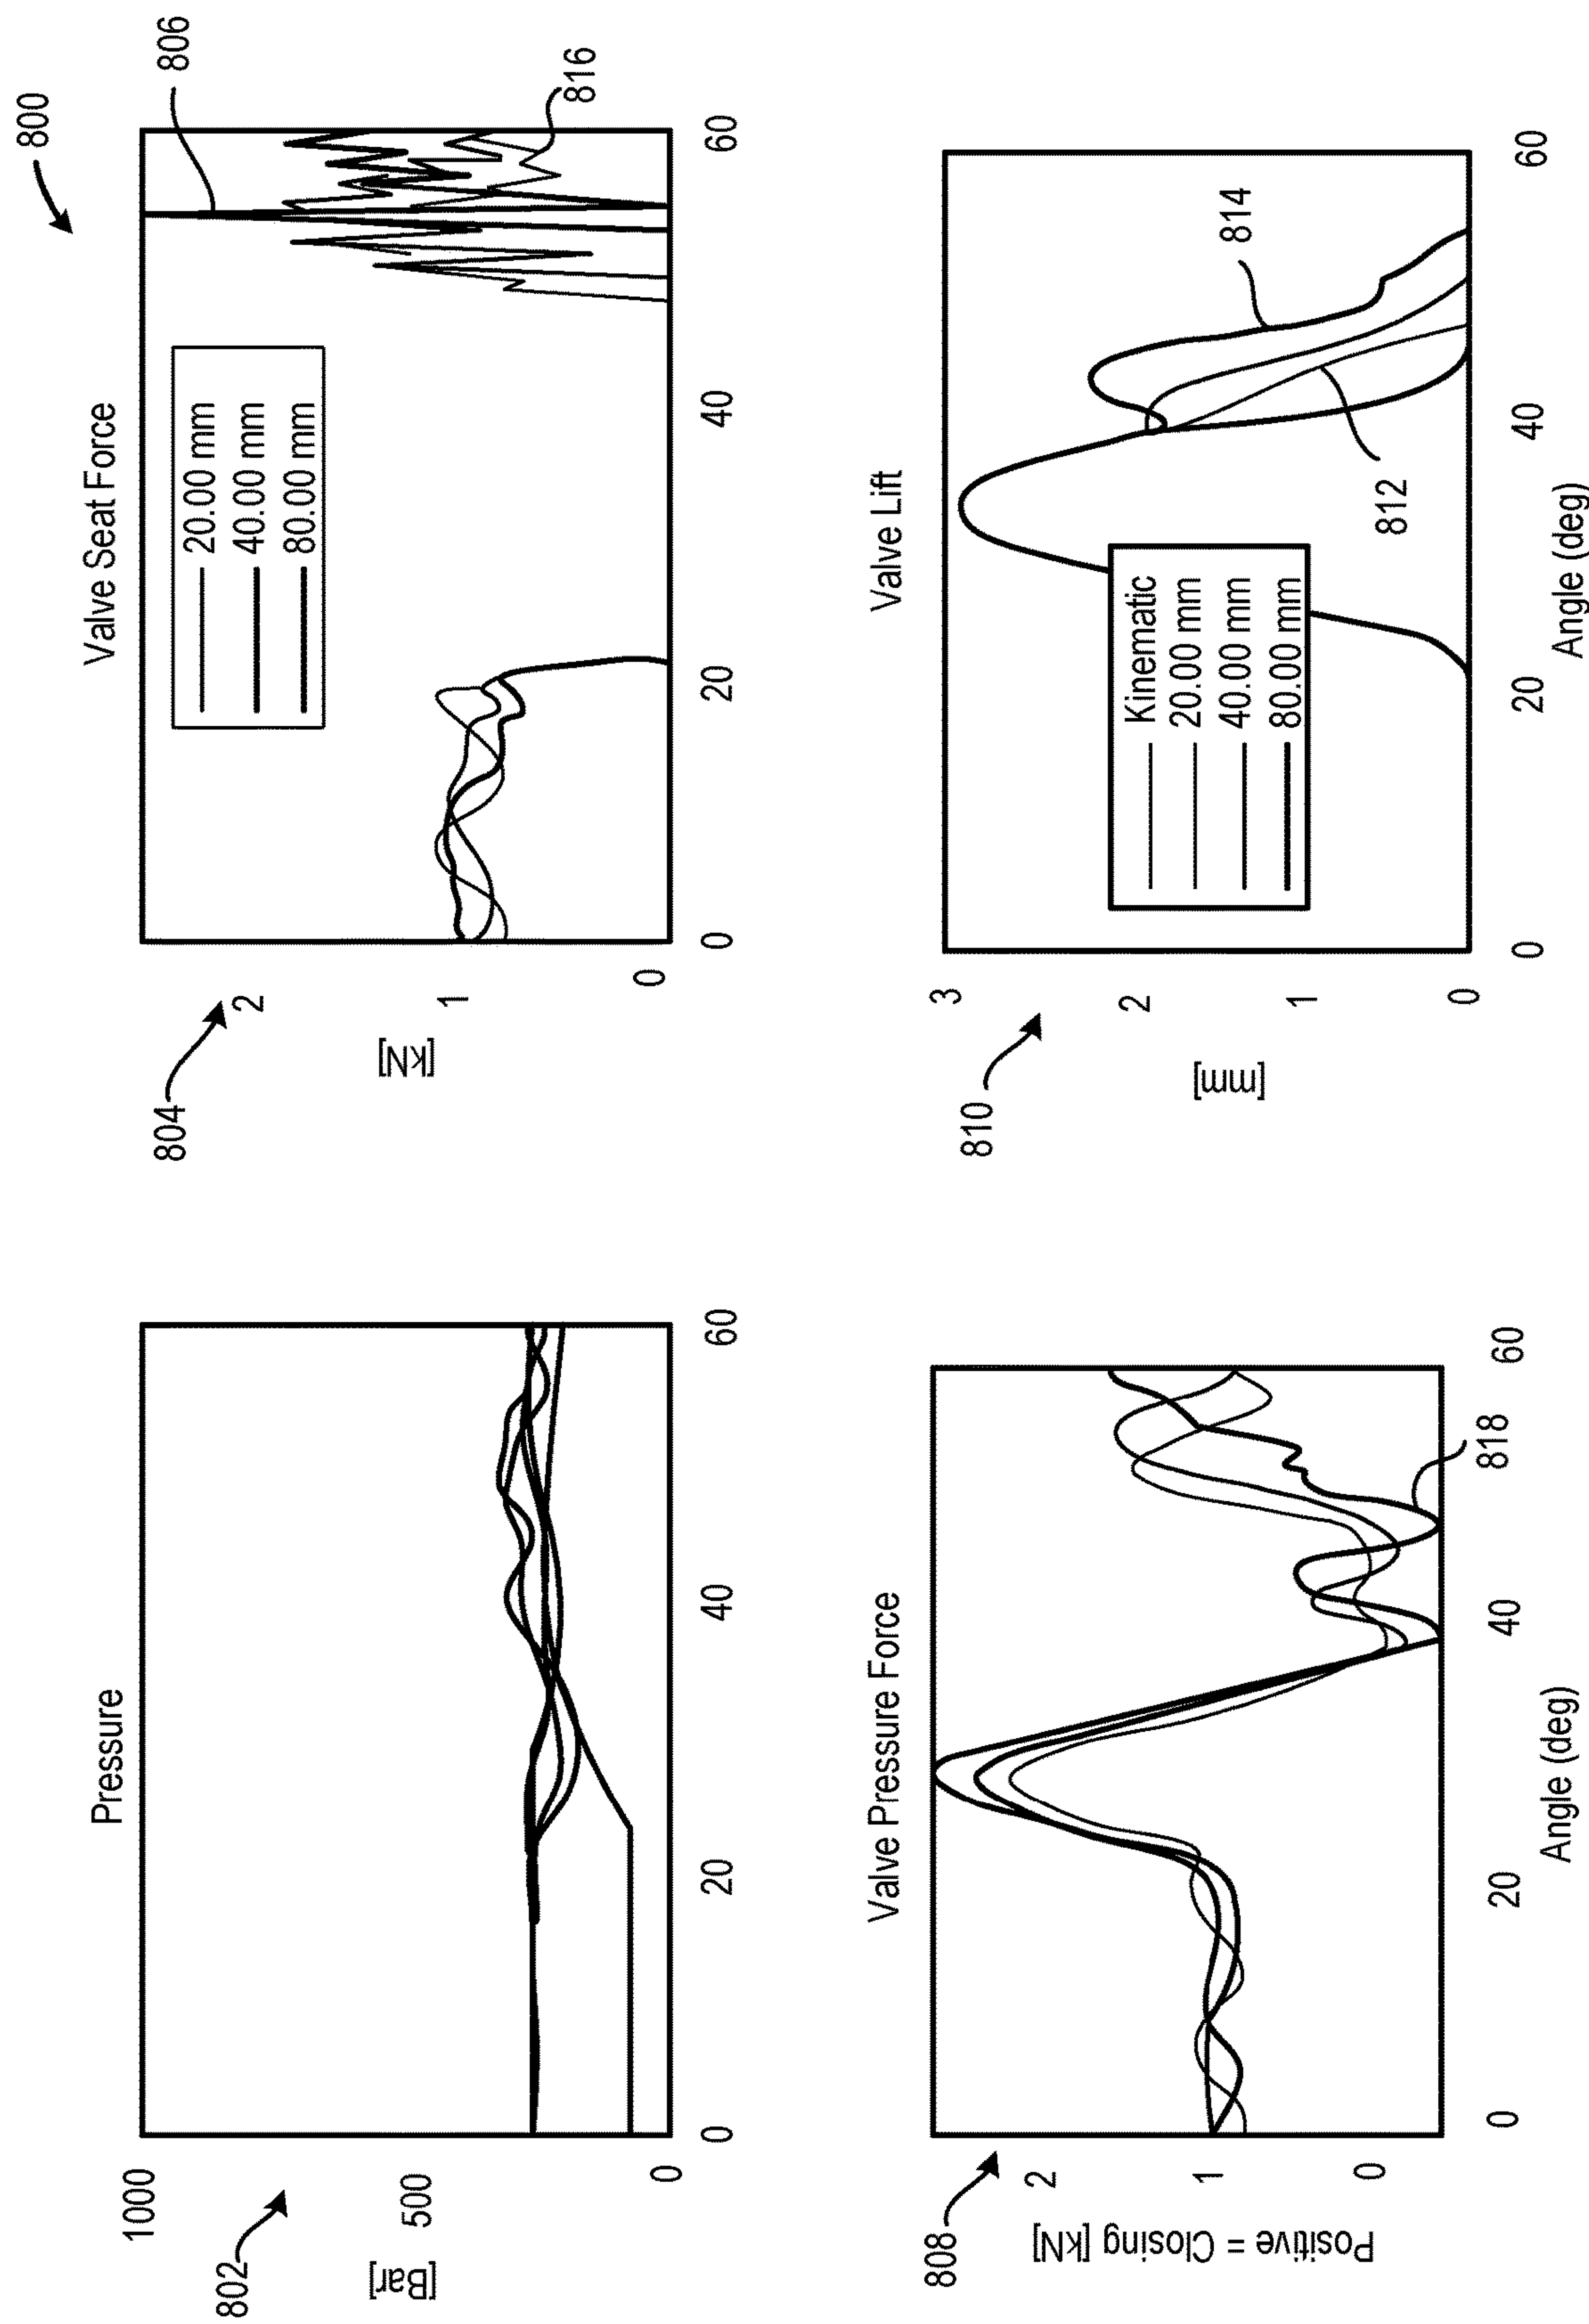 800
Pressure
1000
500
0
[Bar]
802
0
20
40
60
Valve Seat Force
20.00 mm
40.00 mm
80.00 mm
806
816
2
1
0
[kN]
804
0
20
40
60
Valve Pressure Force
2
1
0
Positive = Closing [kN]
808
818
0
20
40
60
Angle (deg)
Valve Lift
Kinematic
20.00 mm
40.00 mm
80.00 mm
814
812
3
2
1
0
[mm]
810
0
20
40
60
Angle (deg)